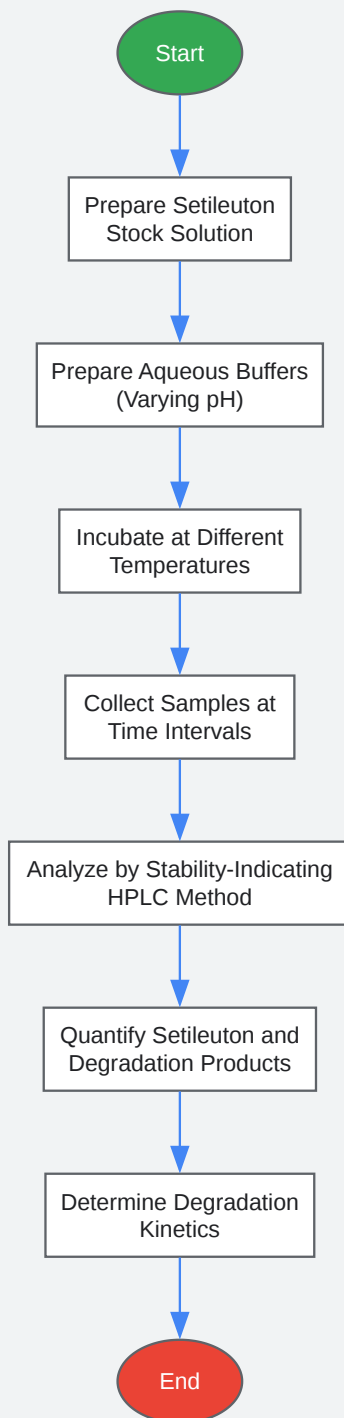 Start
Prepare Setileuton
Stock Solution
Prepare Aqueous Buffers
(Varying pH)
Incubate at Different
Temperatures
Collect Samples at
Time Intervals
Analyze by Stability-Indicating
HPLC Method
Quantify Setileuton and
Degradation Products
Determine Degradation
Kinetics
End